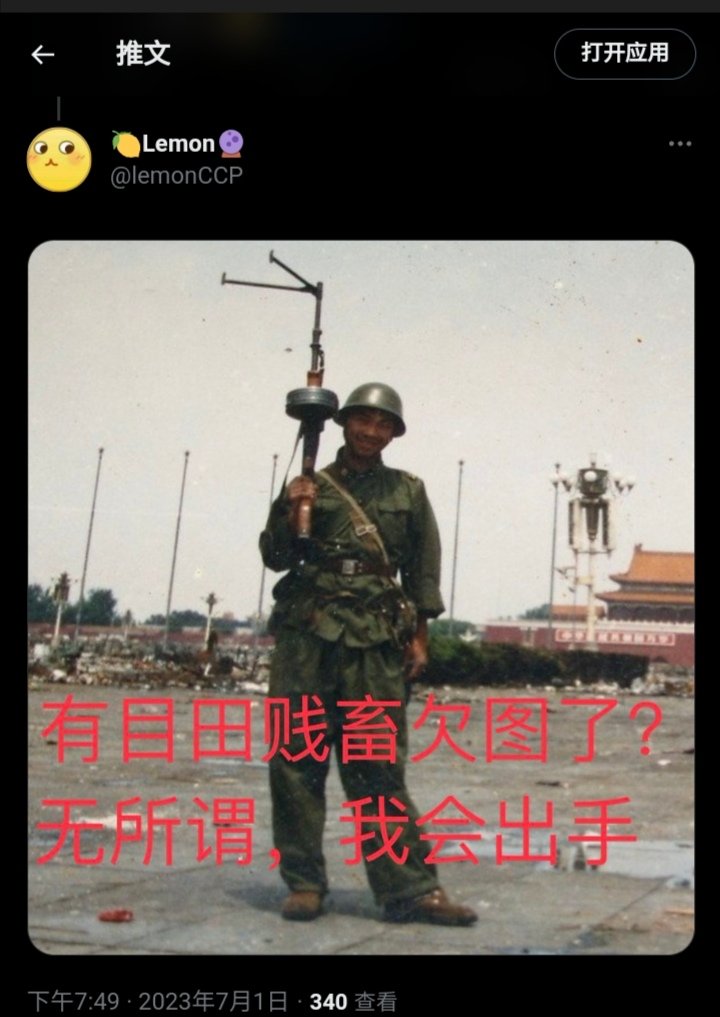 推文
打开应用
🍋Lemon🔮
@lemonCCP
有目田贱畜欠图了?
无所谓，我会出手
下午7:49 · 2023年7月1日 · 340 查看